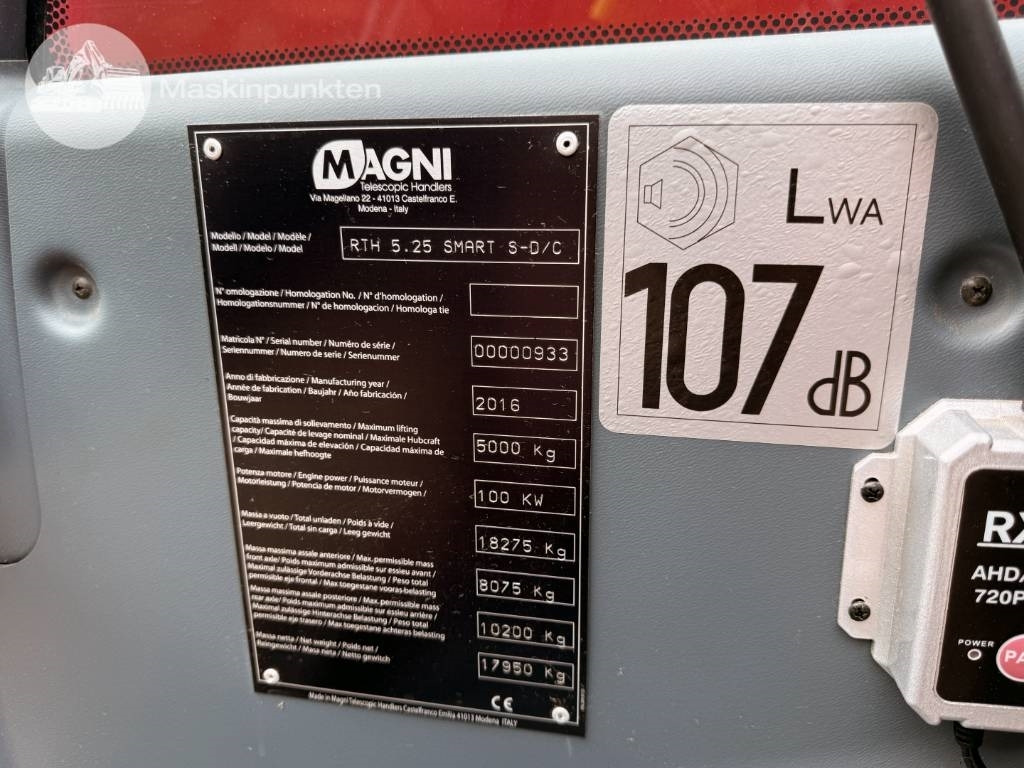 Maskinpunkten
MAGNI
Telescopic Handlers
Via Magellano 22 - 41013 Castelfranco E.
Modena - Italy
Modello / Model / Modèle /
Modell / Modelo / Model
RTH 5.25 SMART S-D/C
N° omologazione / Homologation No. / N° d'homologation /
Homologationsnummer / N° de homologacion / Homologa tie
Matricola N° / Serial number / Numéro de série /
Seriennummer / Numero de serie / Serienummer
00000933
Anno di fabbricazione / Manufacturing year /
Année de fabrication / Baujahr / Año fabricación /
Bouwjaar
2016
Capacità massima di sollevamento / Maximum lifting
capacity/ Capacité de levage nominal / Maximale Hubcraft
/ Capacidad máxima de elevación / Capacidad máxima de
carga / Maximale hefhoogte
5000 Kg
Potenza motore / Engine power / Puissance moteur /
Motorleistung / Potencia de motor / Motorvermogen /
100 KW
Massa a vuoto / Total unladen / Poids à vide /
Leergewicht / Total sin carga / Leeg gewicht
18275 Kg
Massa massima assale anteriore / Max. permissible mass
front axle/ Poids maximum admissible sur essieu avant /
Maximal zulässige Vorderachse Belastung / Peso total
permisible eje frontal / Max toegestane vooras-belasting
8075 Kg
Massa massima assale posteriore / Max. permissible mass
rear axle/ Poids maximum admissible sur essieu arrière /
Maximal zulässige Hinterachse Belastung / Peso total
permisible eje trasero / Max toegestane achteras belasting
10200 Kg
Massa netta / Net weight / Poids net /
Reingewicht / Masa neta / Netto gewitch
17950 Kg
CE
Made in Magni Telescopic Handlers Castelfranco Emilia 41013 Modena ITALY
LWA
107 dB
RX
AHD/
720P
POWER
PA